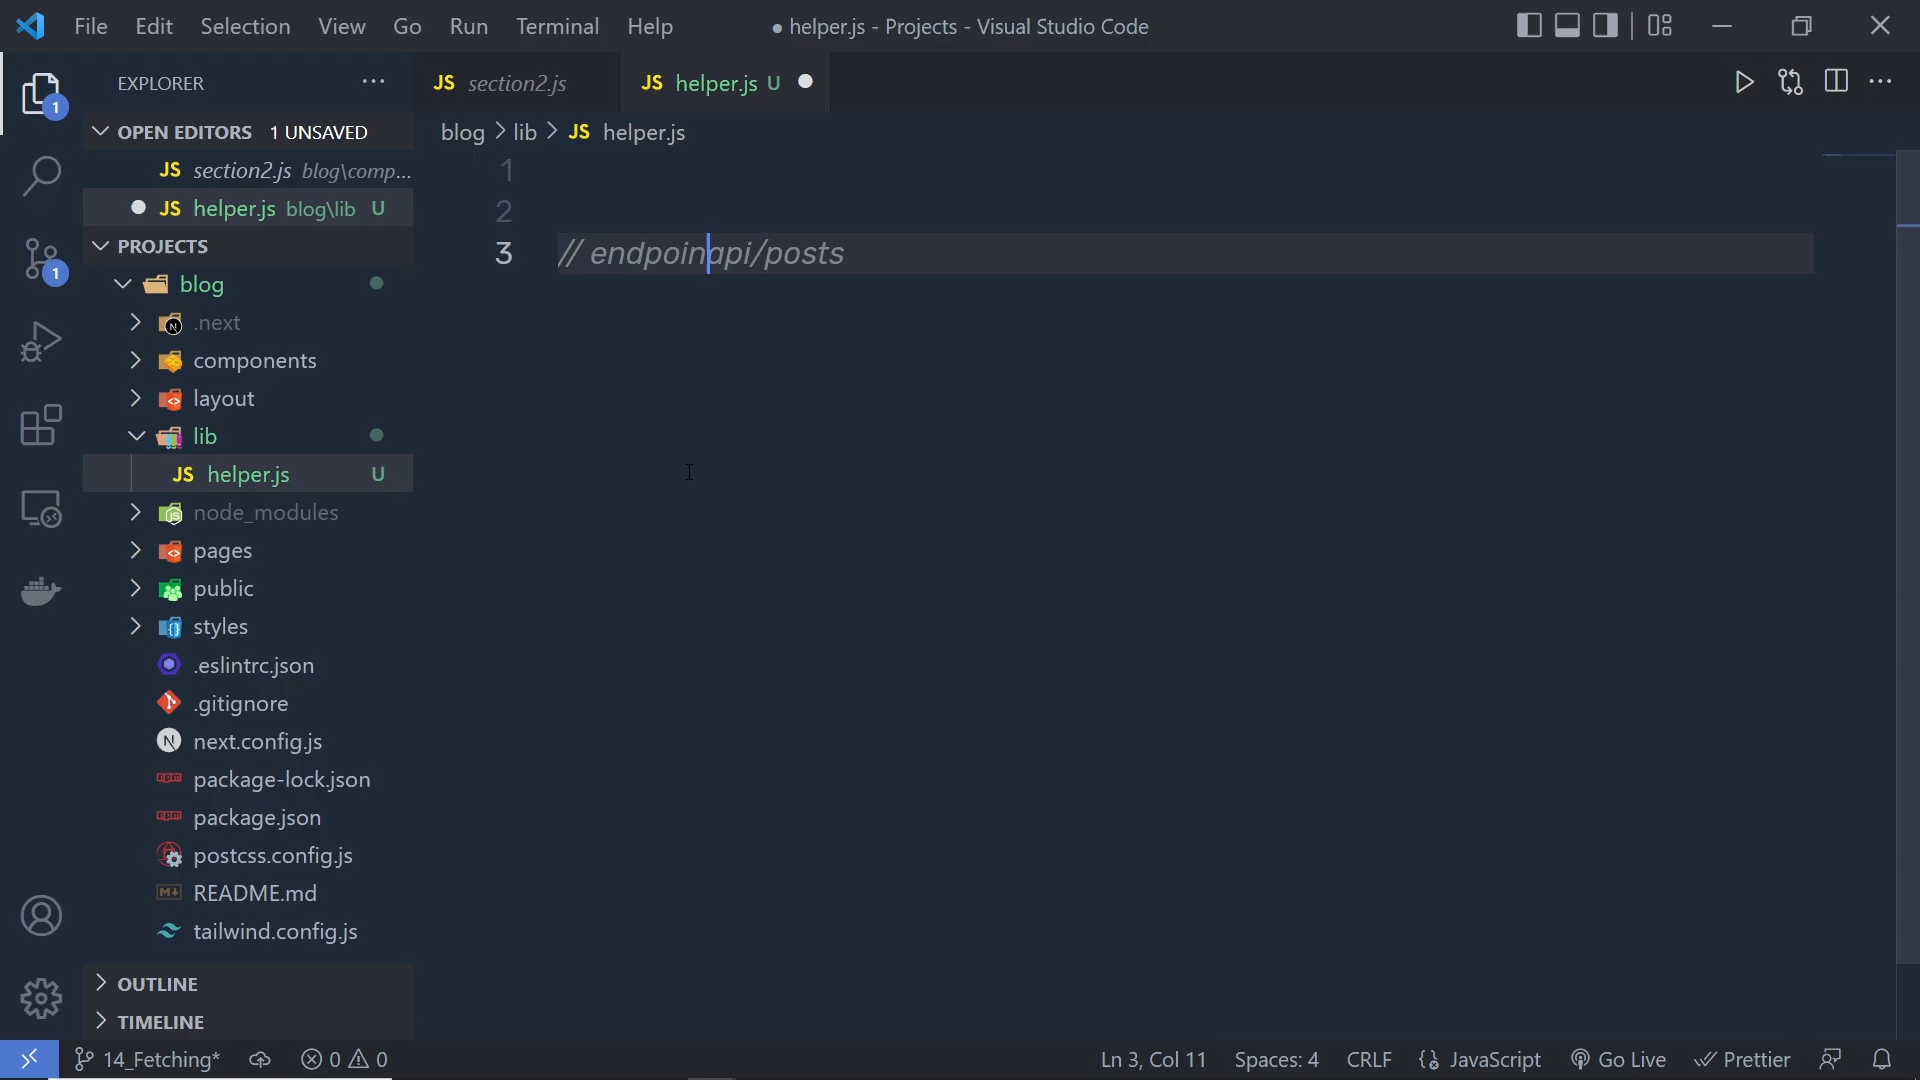 File Edit Selection View Go Run Terminal Help ● helper.js - Projects - Visual Studio Code
EXPLORER ··· JS section2.js JS helper.js U
1
OPEN EDITORS 1 UNSAVED
JS section2.js blog\comp...
JS helper.js blog\lib U
blog > lib > JS helper.js
1
2
3 // endpoinapi/posts
PROJECTS
1
blog
N .next
components
layout
lib
JS helper.js U
node_modules
pages
public
styles
.eslintrc.json
.gitignore
N next.config.js
package-lock.json
package.json
postcss.config.js
M↓ README.md
tailwind.config.js
OUTLINE
TIMELINE
14_Fetching* 0 0 Ln 3, Col 11 Spaces: 4 CRLF JavaScript Go Live Prettier